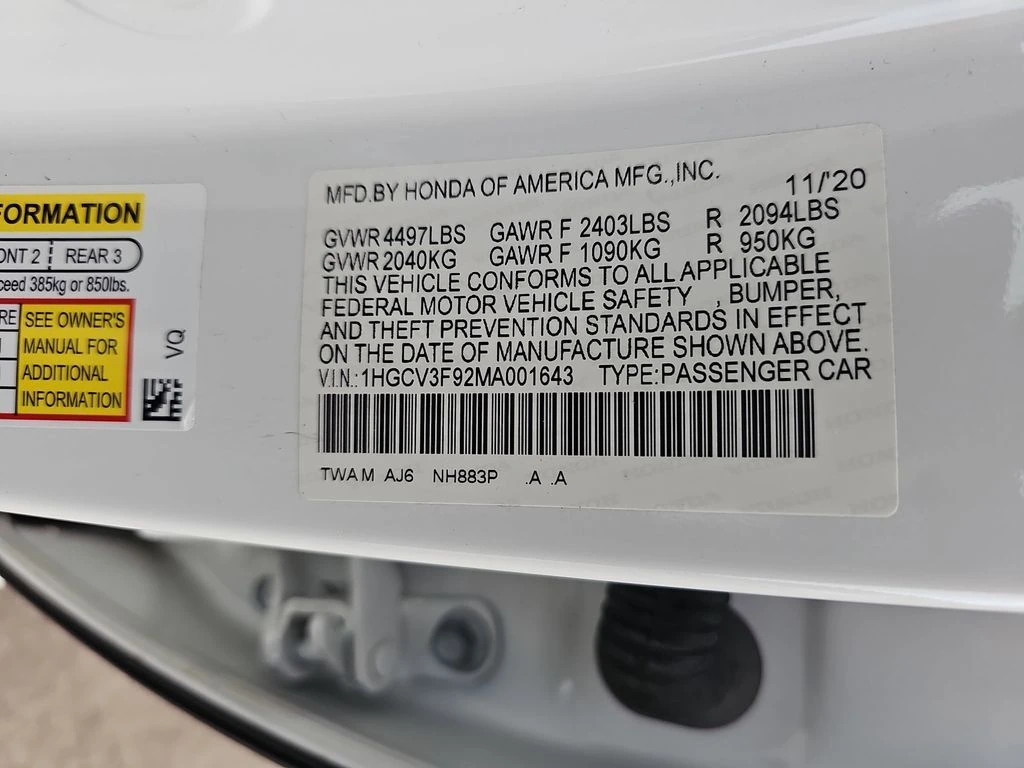 FORMATION
ONT 2 REAR 3
ceed 385kg or 850lbs.
RE SEE OWNER'S
MANUAL FOR
ADDITIONAL
INFORMATION
VQ
MFD.BY HONDA OF AMERICA MFG.,INC. 11/'20
GVWR 4497LBS GAWR F 2403LBS R 2094LBS
GVWR 2040KG GAWR F 1090KG R 950KG
THIS VEHICLE CONFORMS TO ALL APPLICABLE
FEDERAL MOTOR VEHICLE SAFETY , BUMPER,
AND THEFT PREVENTION STANDARDS IN EFFECT
ON THE DATE OF MANUFACTURE SHOWN ABOVE.
V.I.N.:1HGCV3F92MA001643 TYPE:PASSENGER CAR
TWA M AJ6 NH883P .A .A